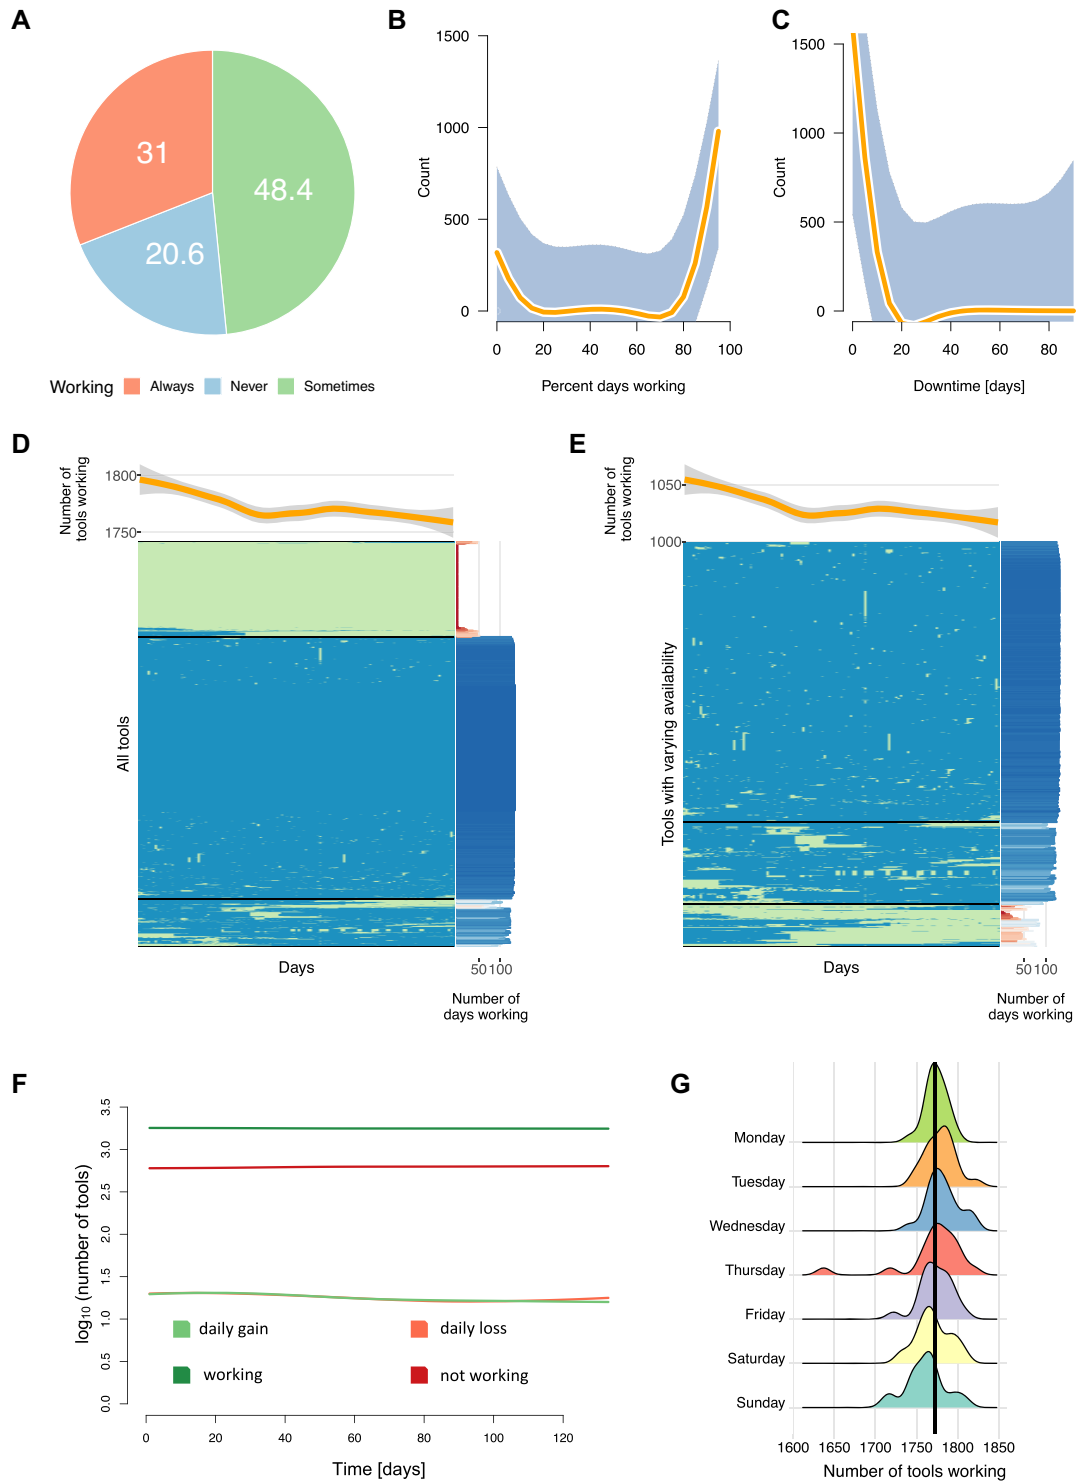 A
31
48.4
20.6
Working Always Never Sometimes
B
Count
1500
1000
500
0
0 20 40 60 80 100
Percent days working
C
Count
1500
1000
500
0
0 20 40 60 80
Downtime [days]
D
Number of
tools working
1800
1750
All tools
Days
50 100
Number of
days working
E
Number of
tools working
1050
1000
Tools with varying availability
Days
50 100
Number of
days working
F
log₁₀ (number of tools)
3.5
3.0
2.5
2.0
1.5
1.0
0.5
0.0
daily gain daily loss
working not working
0 20 40 60 80 100 120
Time [days]
G
Monday
Tuesday
Wednesday
Thursday
Friday
Saturday
Sunday
1600 1650 1700 1750 1800 1850
Number of tools working